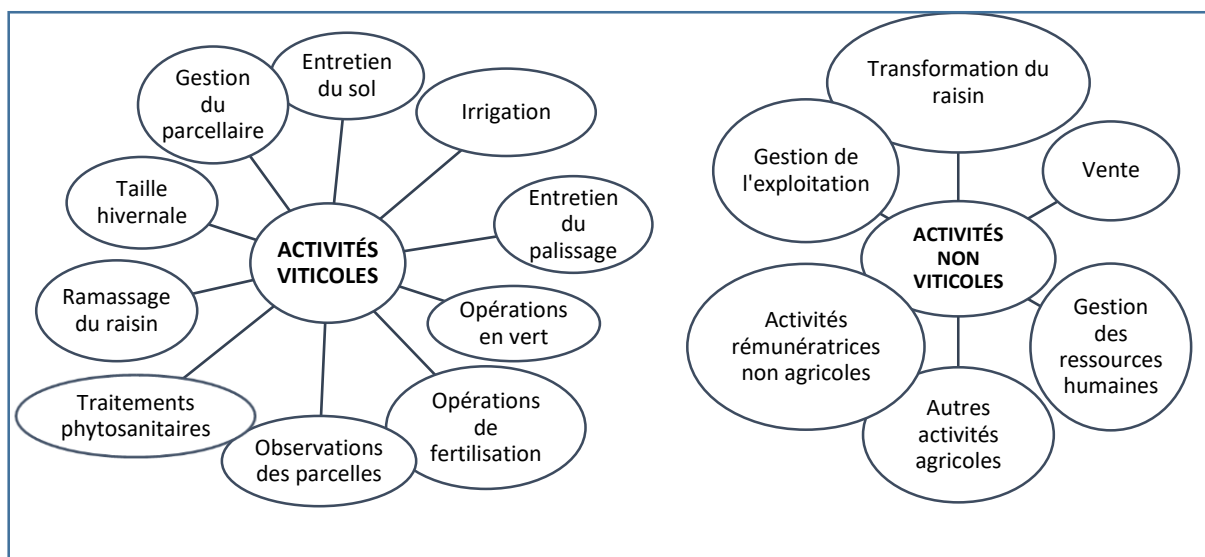 Gestion
du
parcellaire
Entretien
du sol
Irrigation
Taille
hivernale
Entretien
du
palissage
ACTIVITÉS
VITICOLES
Ramassage
du raisin
Opérations
en vert
Traitements
phytosanitaires
Observations
des parcelles
Opérations
de
fertilisation
Transformation du
raisin
Gestion de
l'exploitation
Vente
ACTIVITÉS
NON
VITICOLES
Activités
rémunératrices
non agricoles
Gestion
des
ressources
humaines
Autres
activités
agricoles